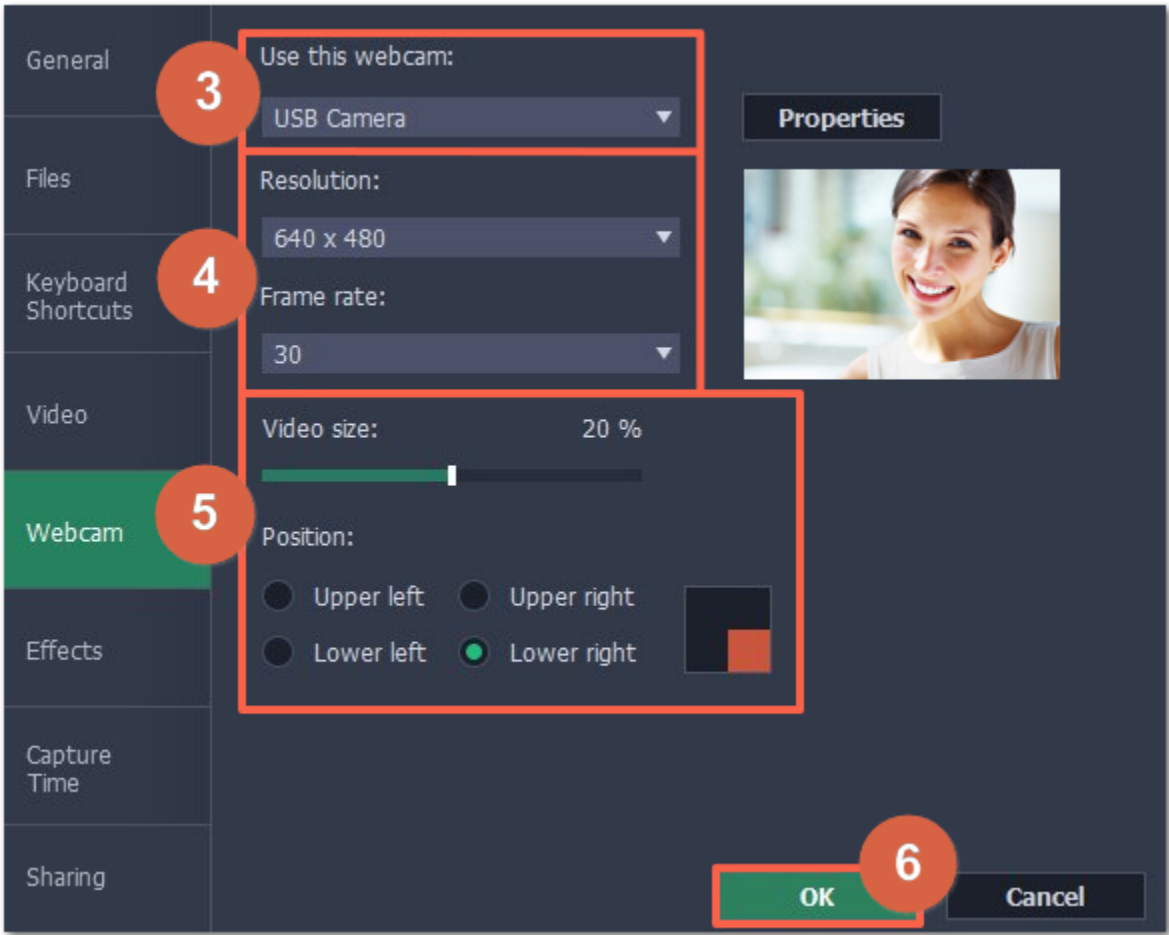 General
Files
Keyboard
Shortcuts
Video
Webcam
Effects
Capture
Time
Sharing
3
Use this webcam:
USB Camera
Properties
4
Resolution:
640 x 480
Frame rate:
30
5
Video size: 20 %
Position:
Upper left Upper right
Lower left Lower right
6
OK Cancel